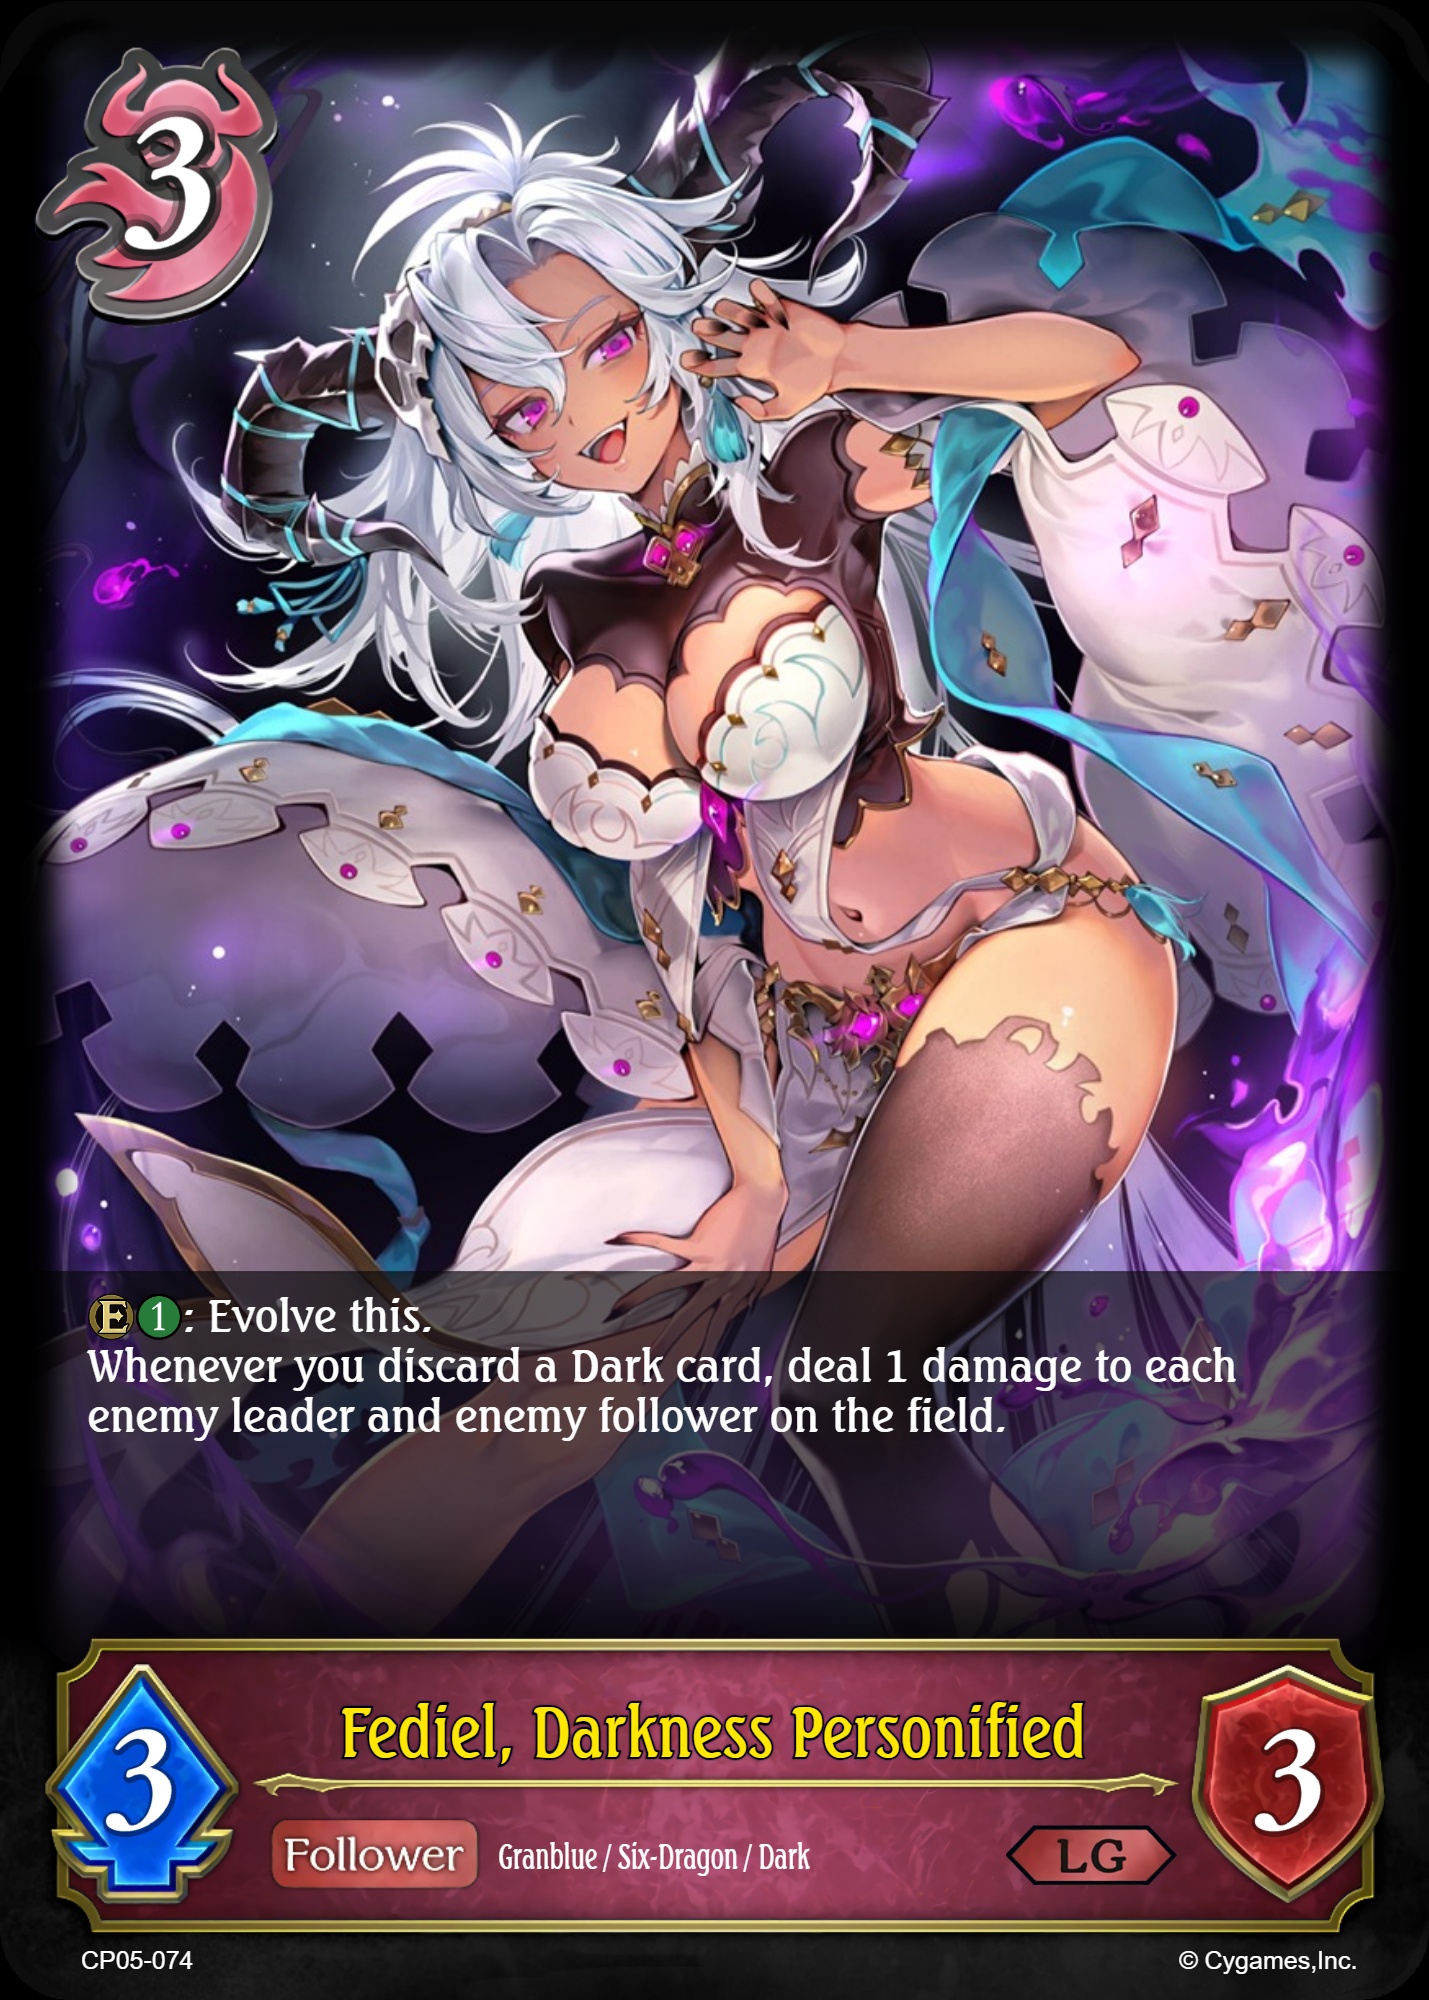 3
E 1 : Evolve this.
Whenever you discard a Dark card, deal 1 damage to each
enemy leader and enemy follower on the field.
Fediel, Darkness Personified
3
3
Follower
Granblue / Six-Dragon / Dark
LG
CP05-074
© Cygames,Inc.